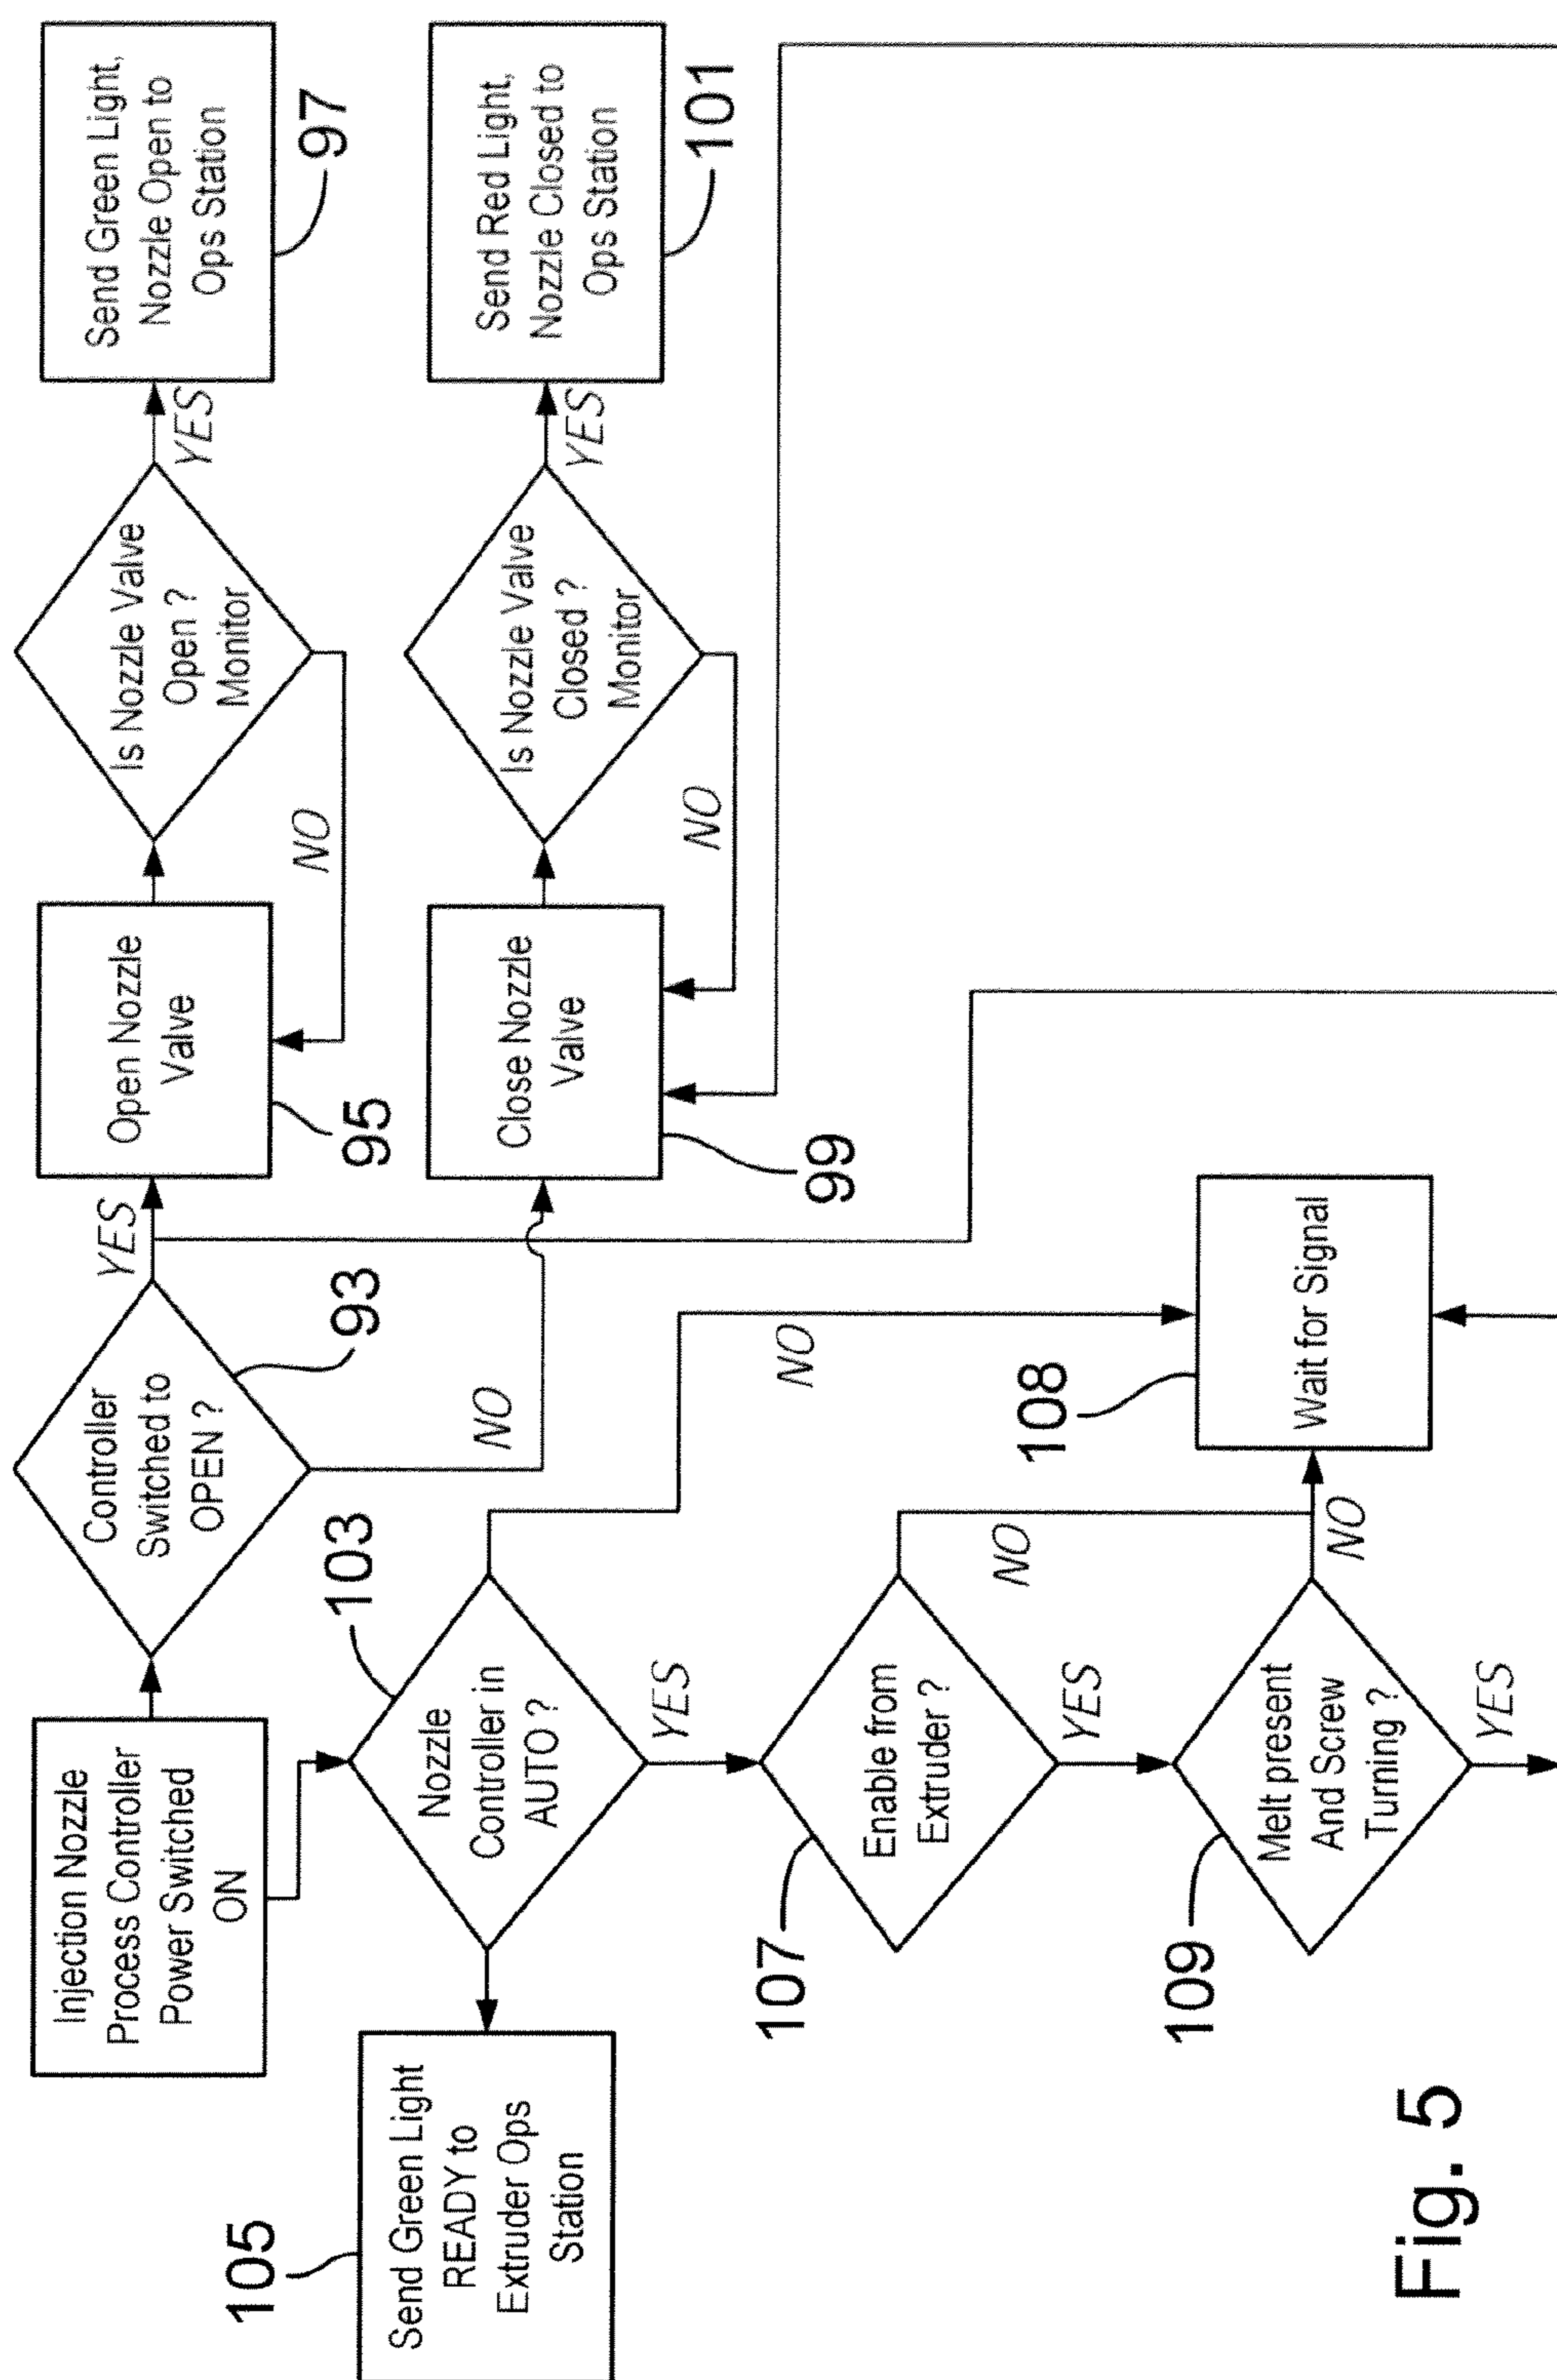 Injection Nozzle
Process Controller
Power Switched
ON
Controller
Switched to
OPEN ?
93
YES
NO
Open Nozzle
Valve
95
Is Nozzle Valve
Open ?
Monitor
NO
YES
Send Green Light,
Nozzle Open to
Ops Station
97
Close Nozzle
Valve
99
Is Nozzle Valve
Closed ?
Monitor
NO
YES
Send Red Light,
Nozzle Closed to
Ops Station
101
103
Nozzle
Controller in
AUTO ?
NO
YES
105
Send Green Light
READY to
Extruder Ops
Station
107
Enable from
Extruder ?
NO
YES
108
Wait for Signal
109
Melt present
And Screw
Turning ?
NO
YES
Fig. 5